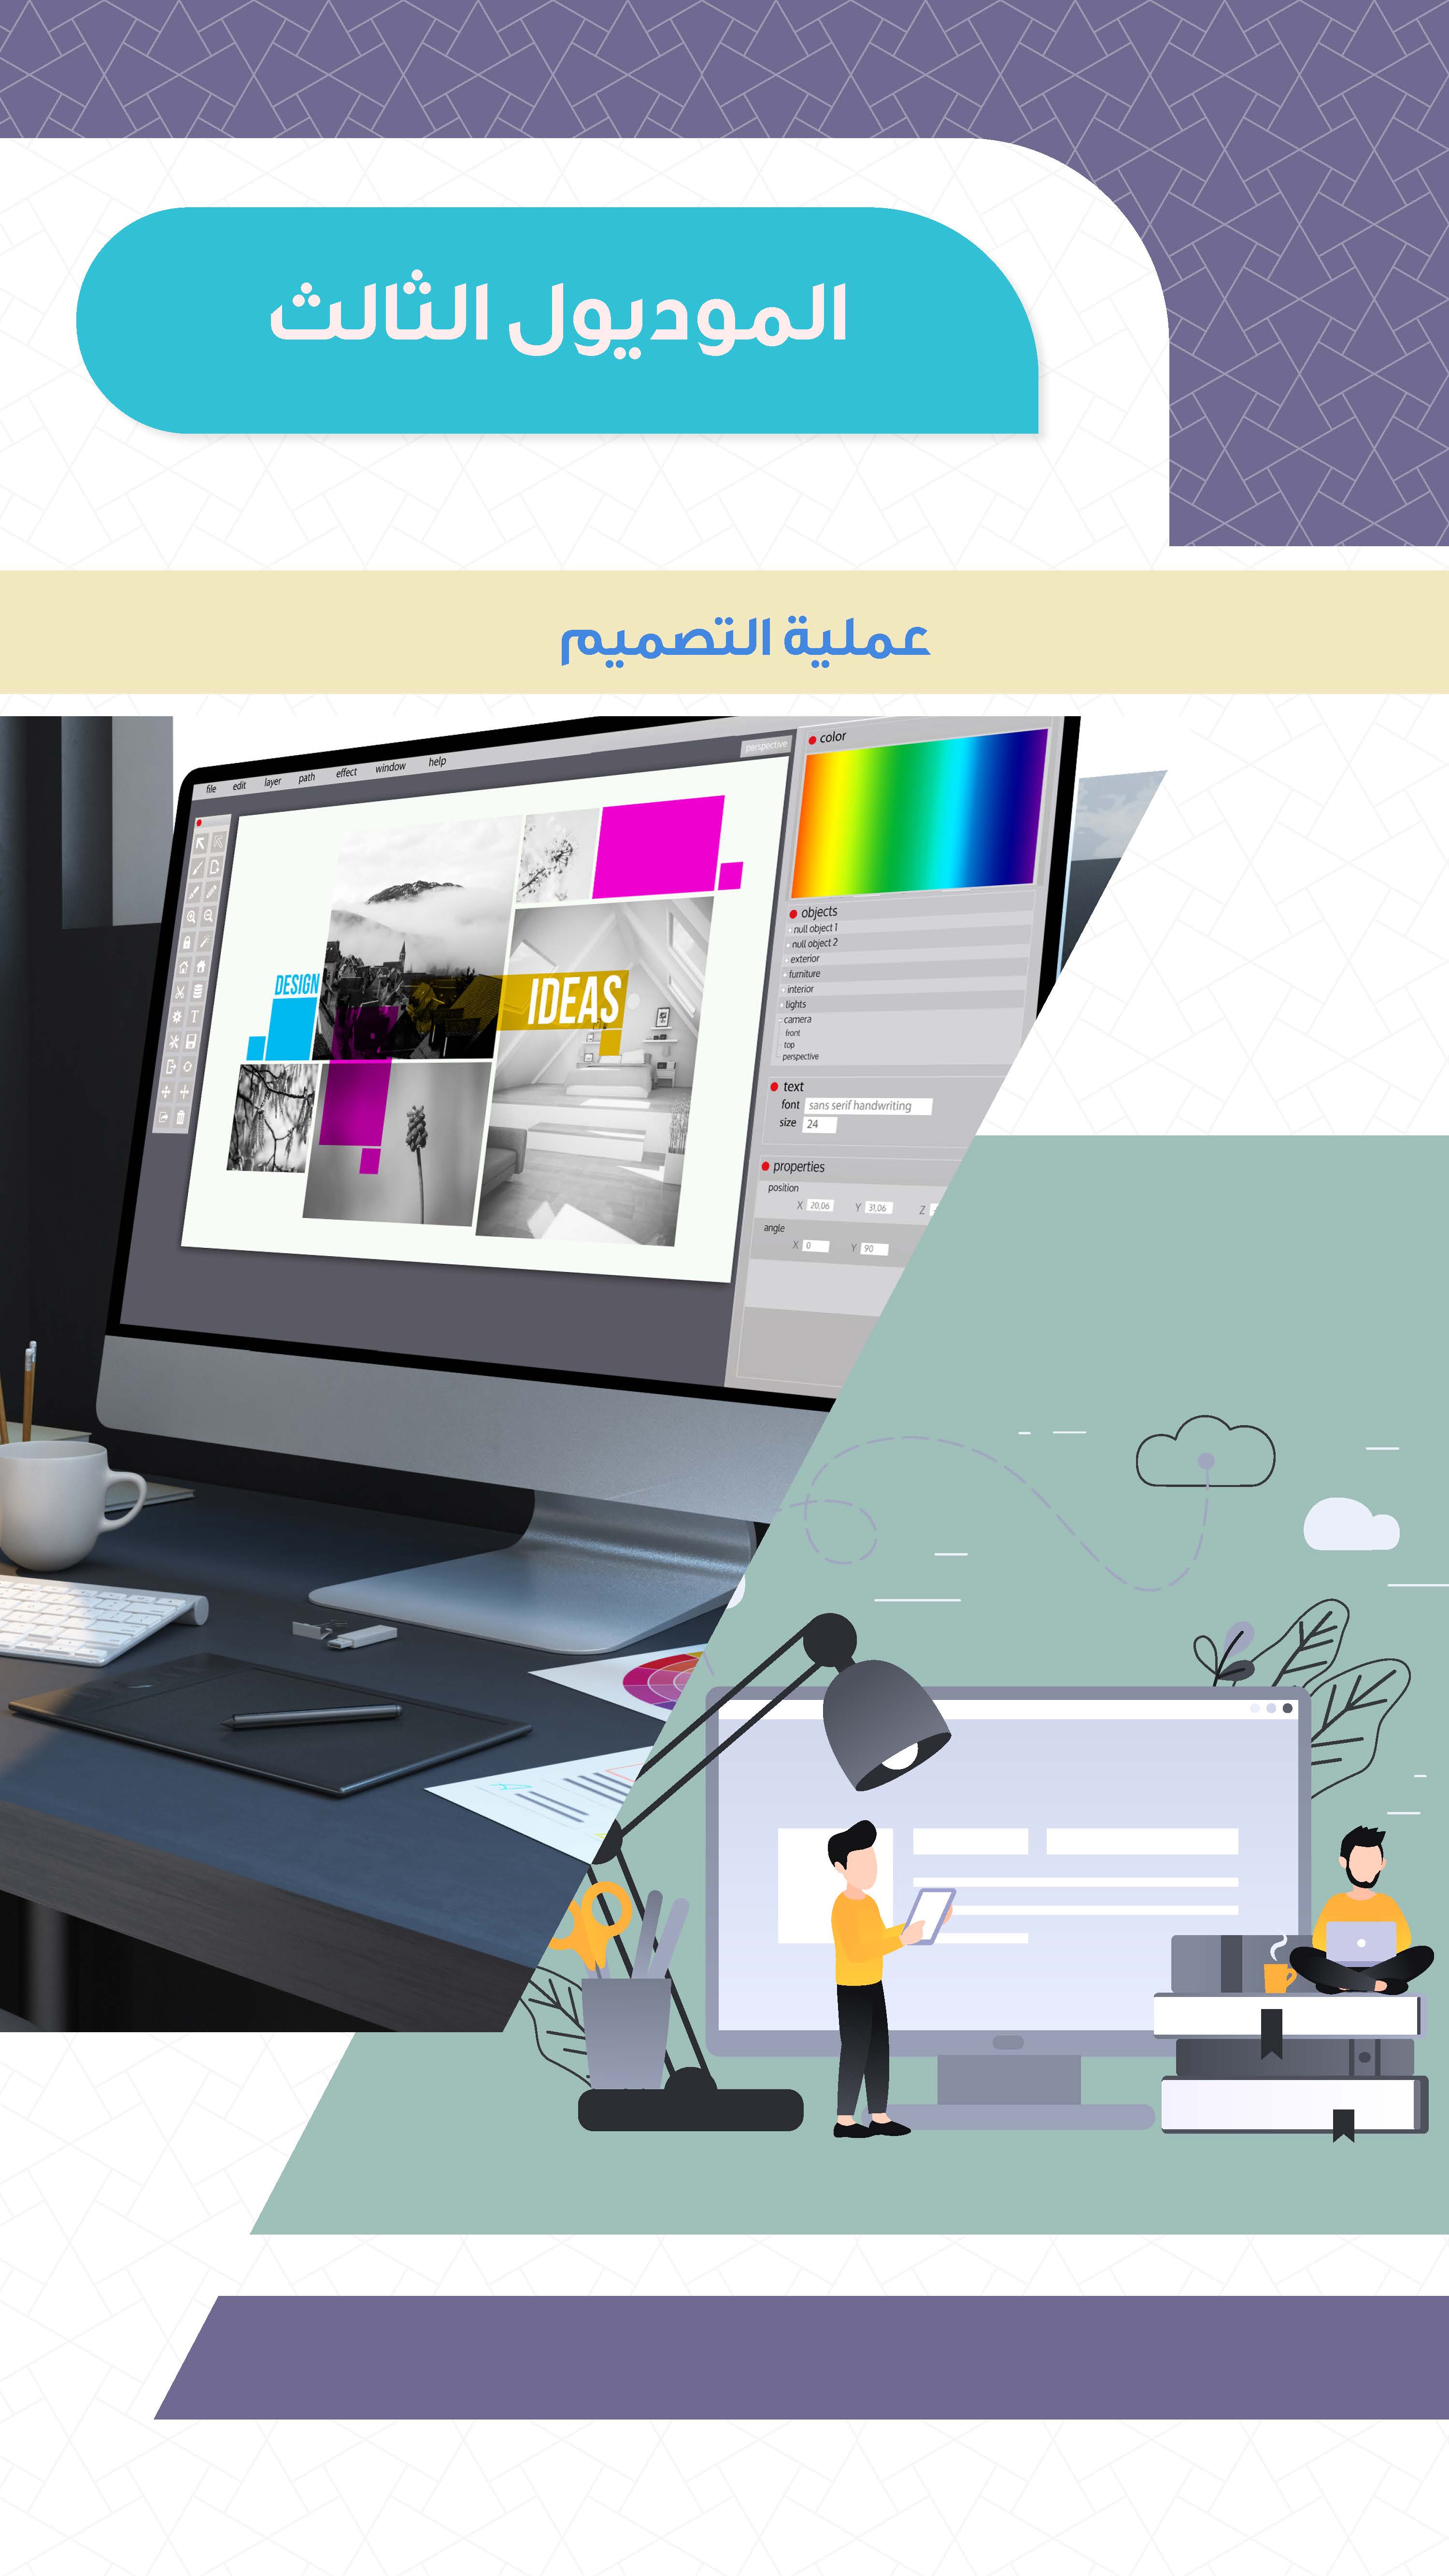 الموديول الثالث
عملية التصميم
file edit layer path effect window help
perspective
color
DESIGN
IDEAS
objects
null object 1
null object 2
exterior
furniture
interior
lights
camera
front
top
perspective
text
font sans serif handwriting
size 24
properties
position
X 20,06 Y 31,06 Z
angle
X 0 Y 90